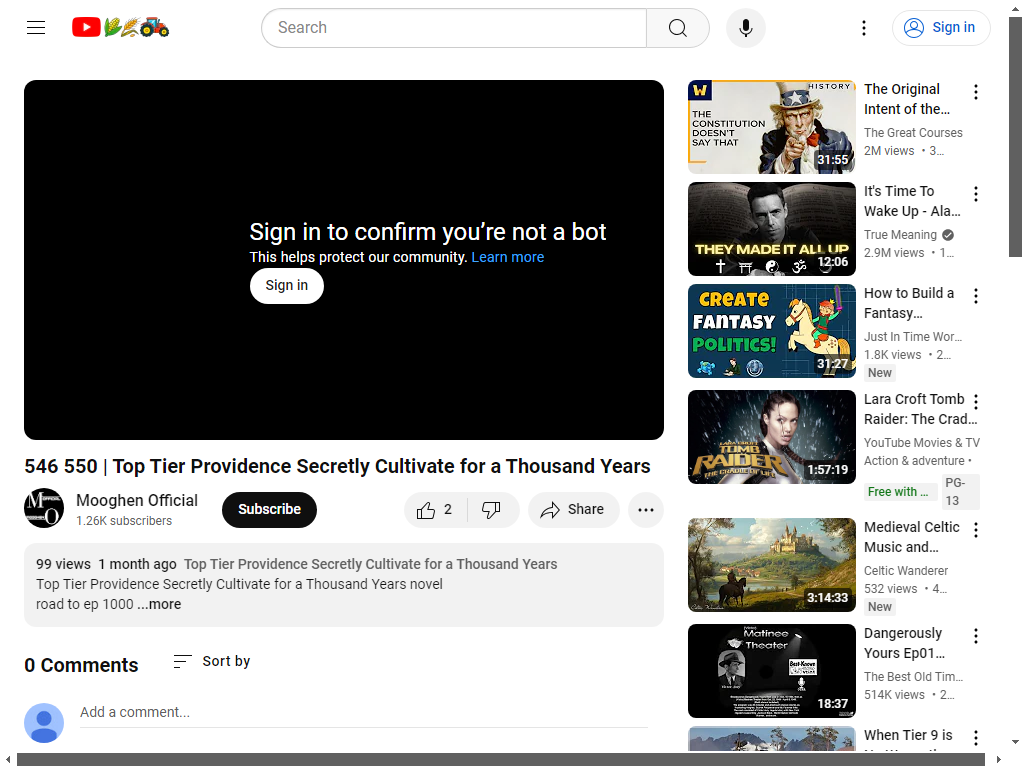 Search
Sign in
Sign in to confirm you’re not a bot
This helps protect our community. Learn more
Sign in
546 550 | Top Tier Providence Secretly Cultivate for a Thousand Years
Mooghen Official
1.26K subscribers
Subscribe
2
Share
99 views 1 month ago Top Tier Providence Secretly Cultivate for a Thousand Years
Top Tier Providence Secretly Cultivate for a Thousand Years novel
road to ep 1000 ...more
0 Comments
Sort by
Add a comment...
W
HISTORY
THE
CONSTITUTION
DOESN'T
SAY THAT
31:55
The Original
Intent of the...
The Great Courses
2M views • 3...
THEY MADE IT ALL UP
12:06
It's Time To
Wake Up - Ala...
True Meaning
2.9M views • 1...
CREATE
FANTASY
POLITICS!
31:27
How to Build a
Fantasy...
Just In Time Wor...
1.8K views • 2...
New
LARA CROFT
TOMB
RAIDER
THE CRADLE OF LIFE
1:57:19
Lara Croft Tomb
Raider: The Crad...
YouTube Movies & TV
Action & adventure •
Free with ...
PG-
13
3:14:33
Medieval Celtic
Music and...
Celtic Wanderer
532 views • 4...
New
Matinee
Theater
Best-Known
18:37
Dangerously
Yours Ep01...
The Best Old Tim...
514K views • 2...
When Tier 9 is